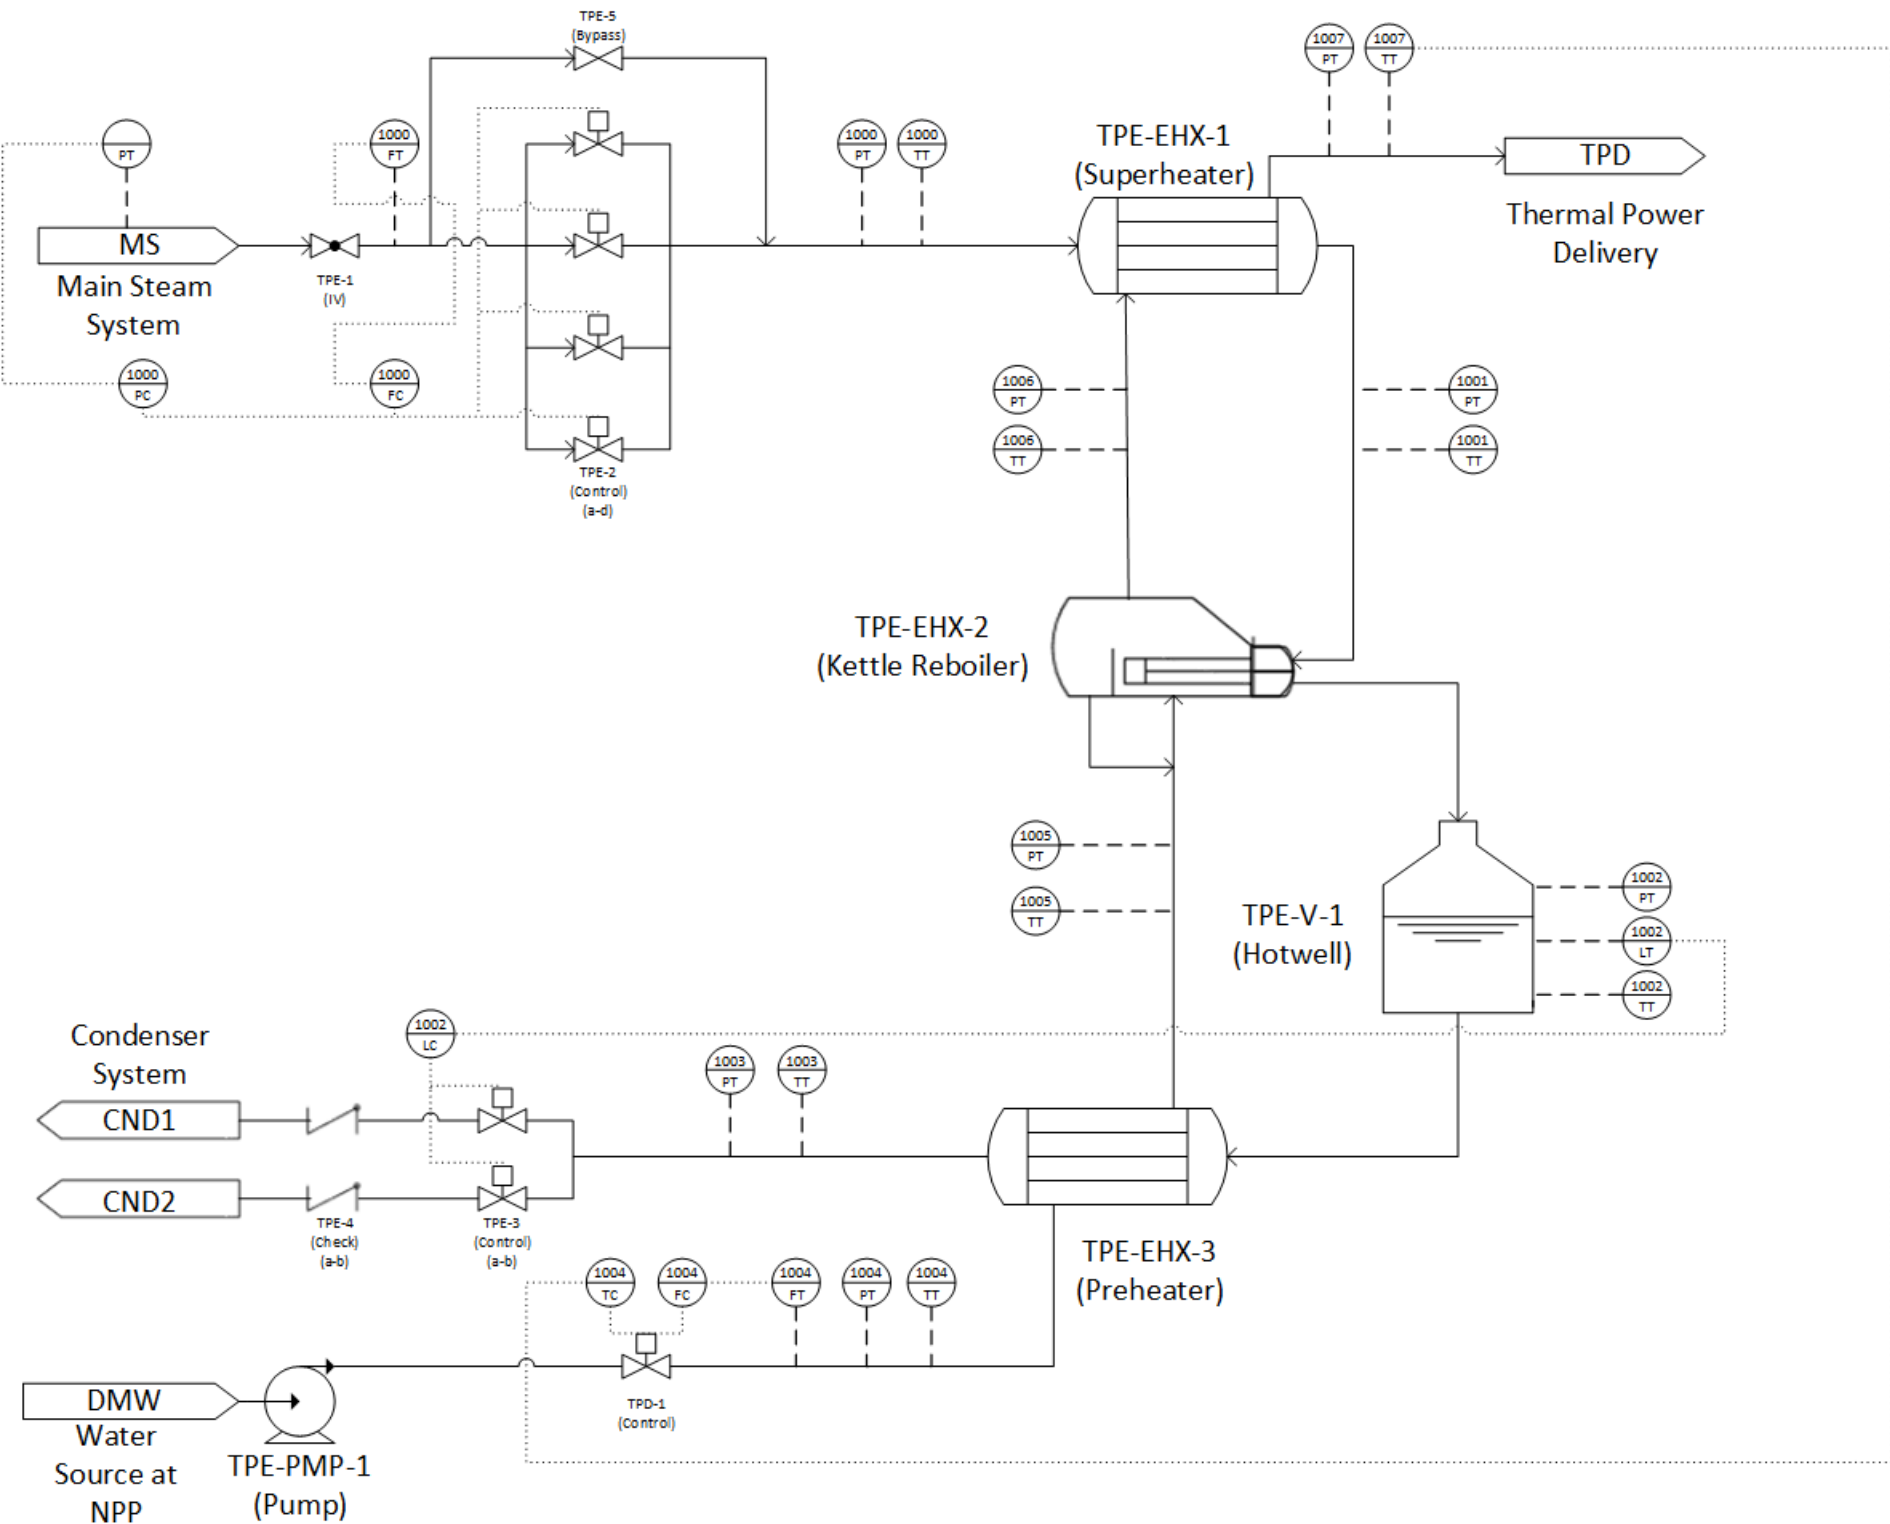 TPE-5
(Bypass)
1007
PT
1007
TT
PT
1000
FT
1000
PT
1000
TT
TPE-EHX-1
(Superheater)
TPD
Thermal Power
Delivery
MS
Main Steam
System
TPE-1
(IV)
1000
PC
1000
FC
TPE-2
(Control)
(a-d)
1006
PT
1006
TT
1001
PT
1001
TT
TPE-EHX-2
(Kettle Reboiler)
1005
PT
1005
TT
TPE-V-1
(Hotwell)
1002
PT
1002
LT
1002
TT
Condenser
System
1002
LC
1003
PT
1003
TT
CND1
CND2
TPE-4
(Check)
(a-b)
TPE-3
(Control)
(a-b)
TPE-EHX-3
(Preheater)
1004
TC
1004
FC
1004
FT
1004
PT
1004
TT
TPD-1
(Control)
DMW
Water
Source at
NPP
TPE-PMP-1
(Pump)